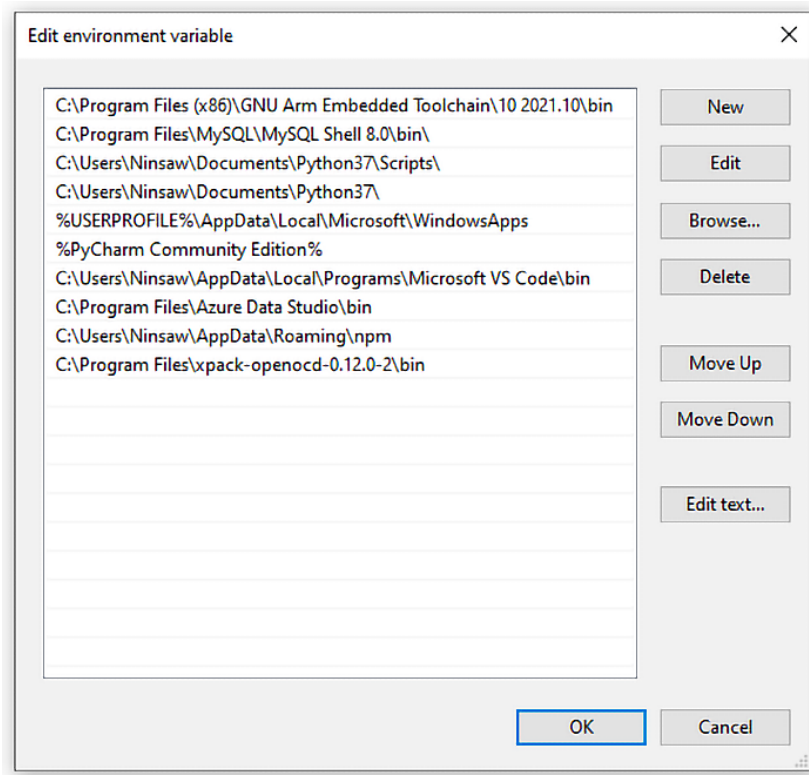 Edit environment variable
C:\Program Files (x86)\GNU Arm Embedded Toolchain\10 2021.10\bin
C:\Program Files\MySQL\MySQL Shell 8.0\bin\
C:\Users\Ninsaw\Documents\Python37\Scripts\
C:\Users\Ninsaw\Documents\Python37\
%USERPROFILE%\AppData\Local\Microsoft\WindowsApps
%PyCharm Community Edition%
C:\Users\Ninsaw\AppData\Local\Programs\Microsoft VS Code\bin
C:\Program Files\Azure Data Studio\bin
C:\Users\Ninsaw\AppData\Roaming\npm
C:\Program Files\xpack-openocd-0.12.0-2\bin
New
Edit
Browse...
Delete
Move Up
Move Down
Edit text...
OK
Cancel